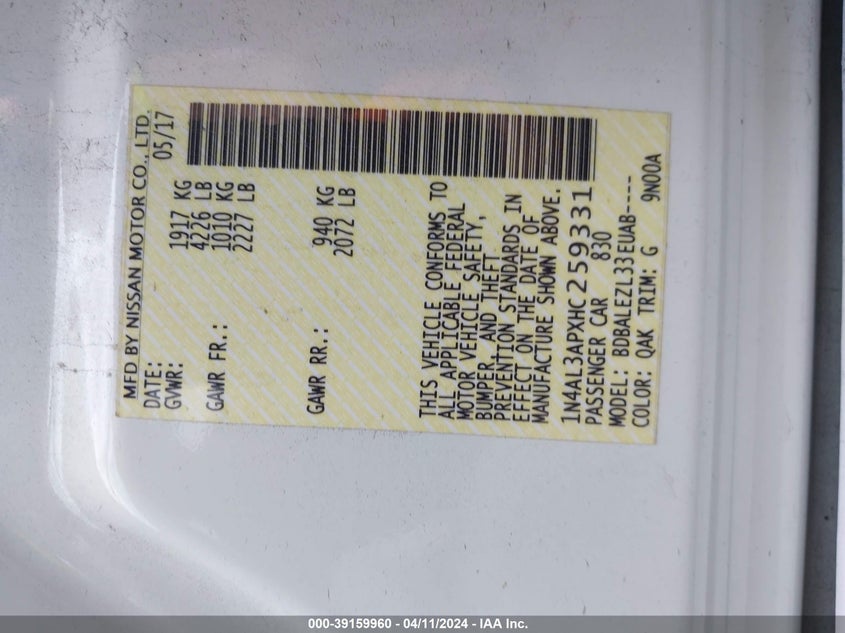 MFD BY NISSAN MOTOR CO., LTD.
DATE: 05/17
GVWR: 1917 KG
4226 LB
GAWR FR.: 1010 KG
2227 LB
GAWR RR.: 940 KG
2072 LB
THIS VEHICLE CONFORMS TO
ALL APPLICABLE FEDERAL
MOTOR VEHICLE SAFETY,
BUMPER, AND THEFT
PREVENTION STANDARDS IN
EFFECT ON THE DATE OF
MANUFACTURE SHOWN ABOVE.
1N4AL3APXHC259331
PASSENGER CAR 830
MODEL: BDBALEZL33EUAB----
COLOR: QAK TRIM: G 9N00A
000-39159960 - 04/11/2024 - IAA Inc.